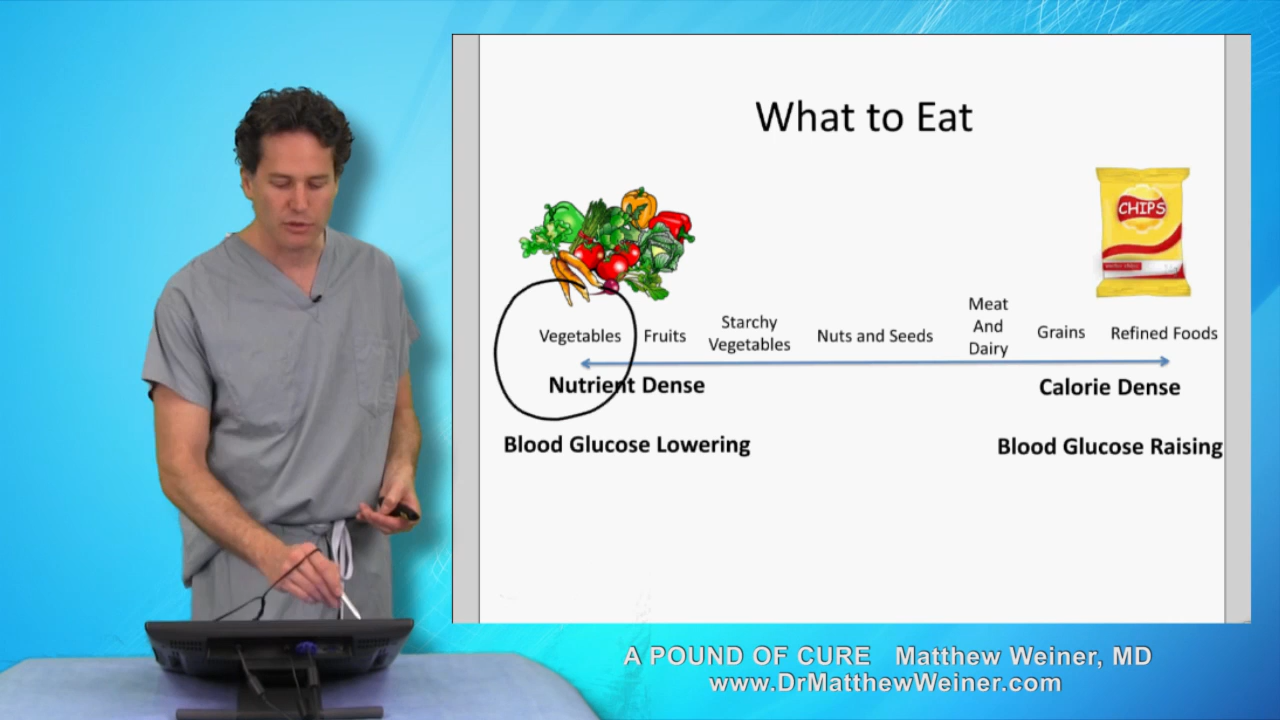 What to Eat
CHIPS
Vegetables
Fruits
Starchy
Vegetables
Nuts and Seeds
Meat
And
Dairy
Grains
Refined Foods
Nutrient Dense
Calorie Dense
Blood Glucose Lowering
Blood Glucose Raising
A POUND OF CURE Matthew Weiner, MD
www.DrMatthewWeiner.com